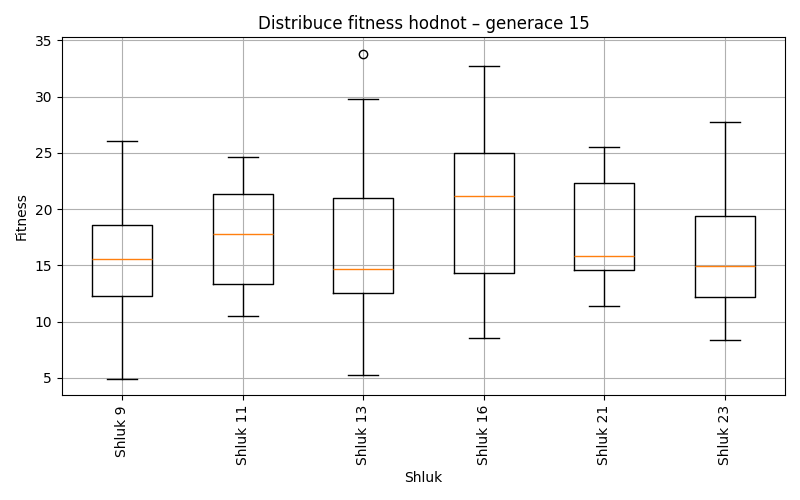 Distribuce fitness hodnot – generace 15
35
30
25
20
15
10
5
Fitness
Shluk 9
Shluk 11
Shluk 13
Shluk 16
Shluk 21
Shluk 23
Shluk